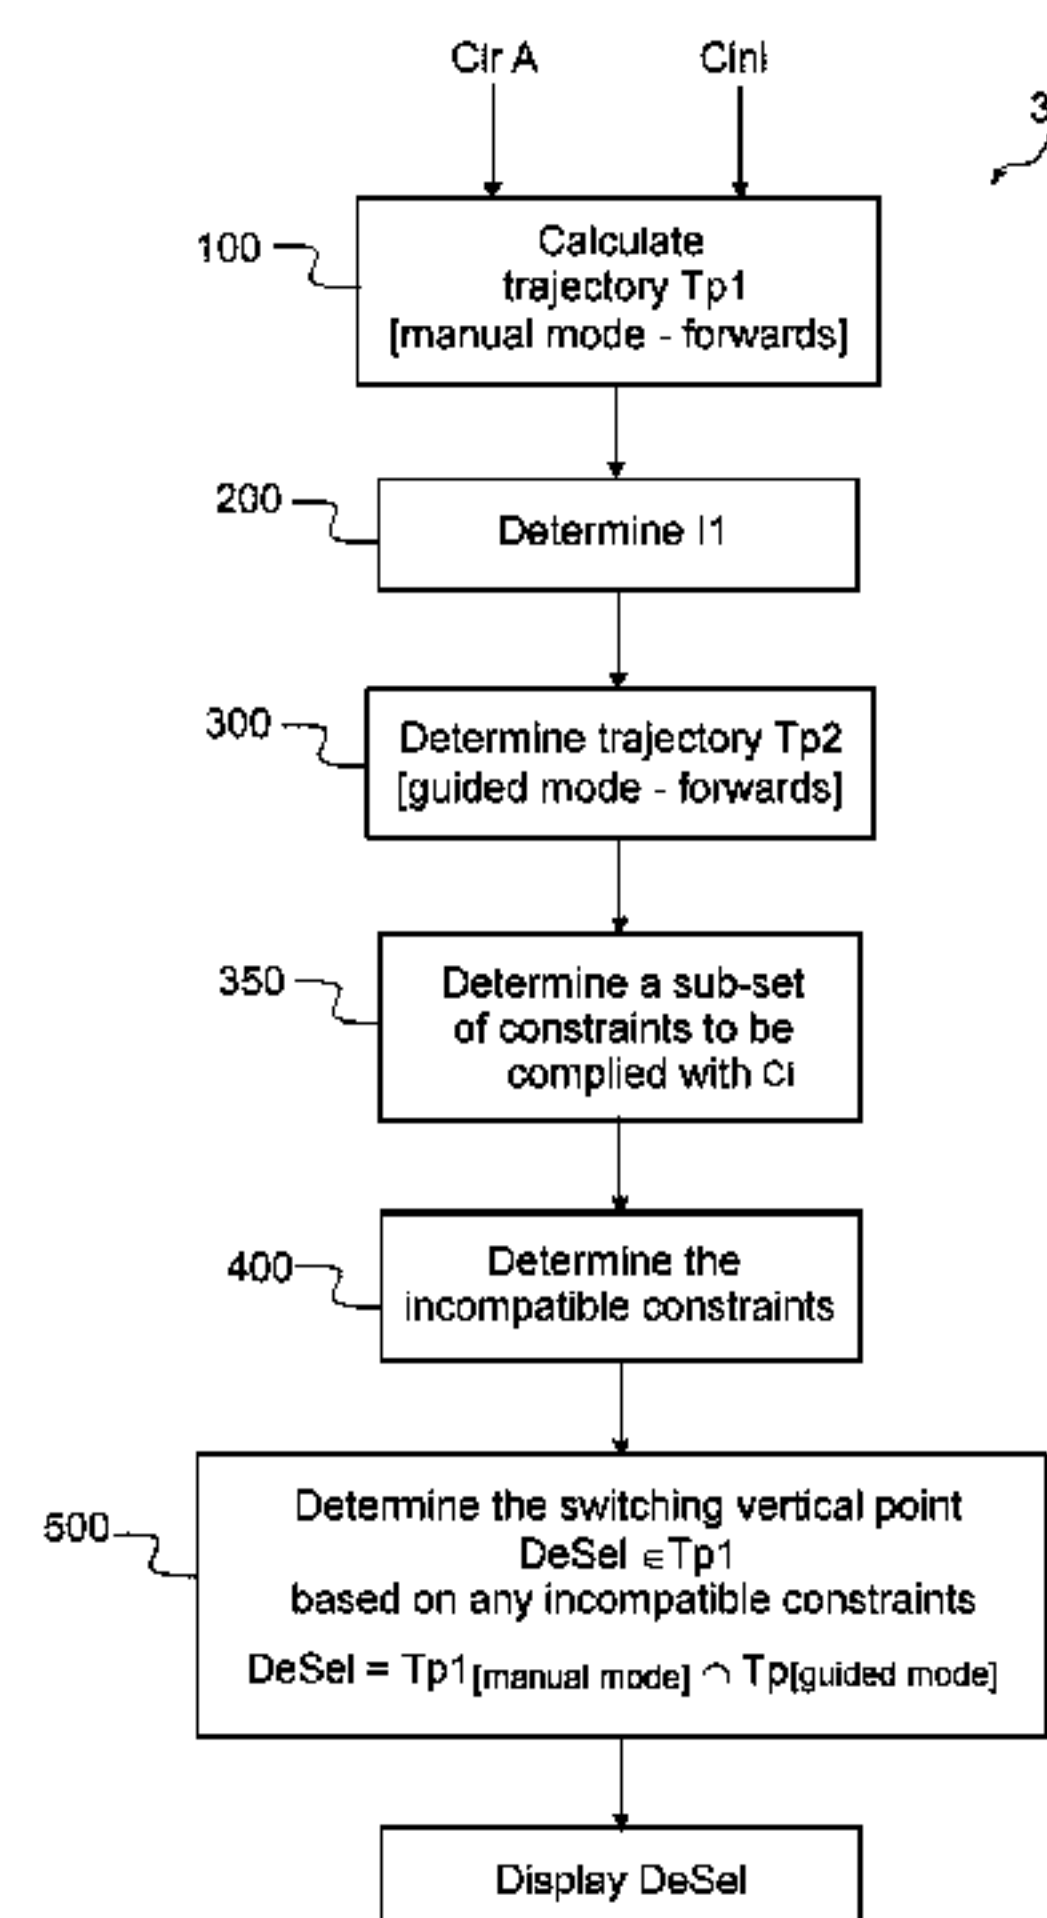 Cir A Cini
3
100
Calculate
trajectory Tp1
[manual mode - forwards]
200
Determine I1
300
Determine trajectory Tp2
[guided mode - forwards]
350
Determine a sub-set
of constraints to be
complied with Ci
400
Determine the
incompatible constraints
500
Determine the switching vertical point
DeSel ∈Tp1
based on any incompatible constraints
DeSel = Tp1[manual mode] ∩ Tp[guided mode]
Display DeSel